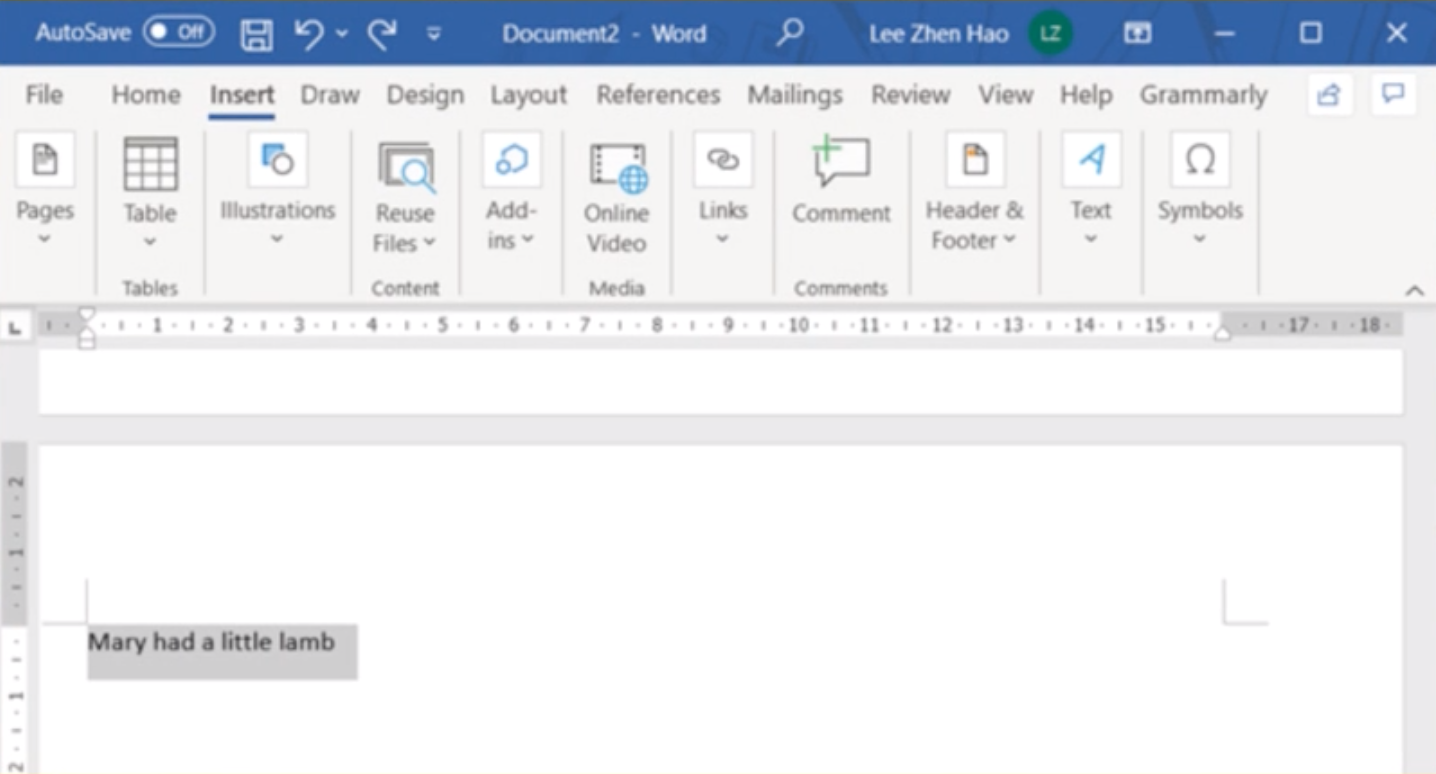 AutoSave Off Document2 - Word Lee Zhen Hao LZ
File Home Insert Draw Design Layout References Mailings Review View Help Grammarly
Pages Table Illustrations Reuse Files Add-ins Online Video Links Comment Header & Footer Text Symbols
Tables Content Media Comments
L 1 2 3 4 5 6 7 8 9 10 11 12 13 14 15 17 18
2
1
Mary had a little lamb
1
2